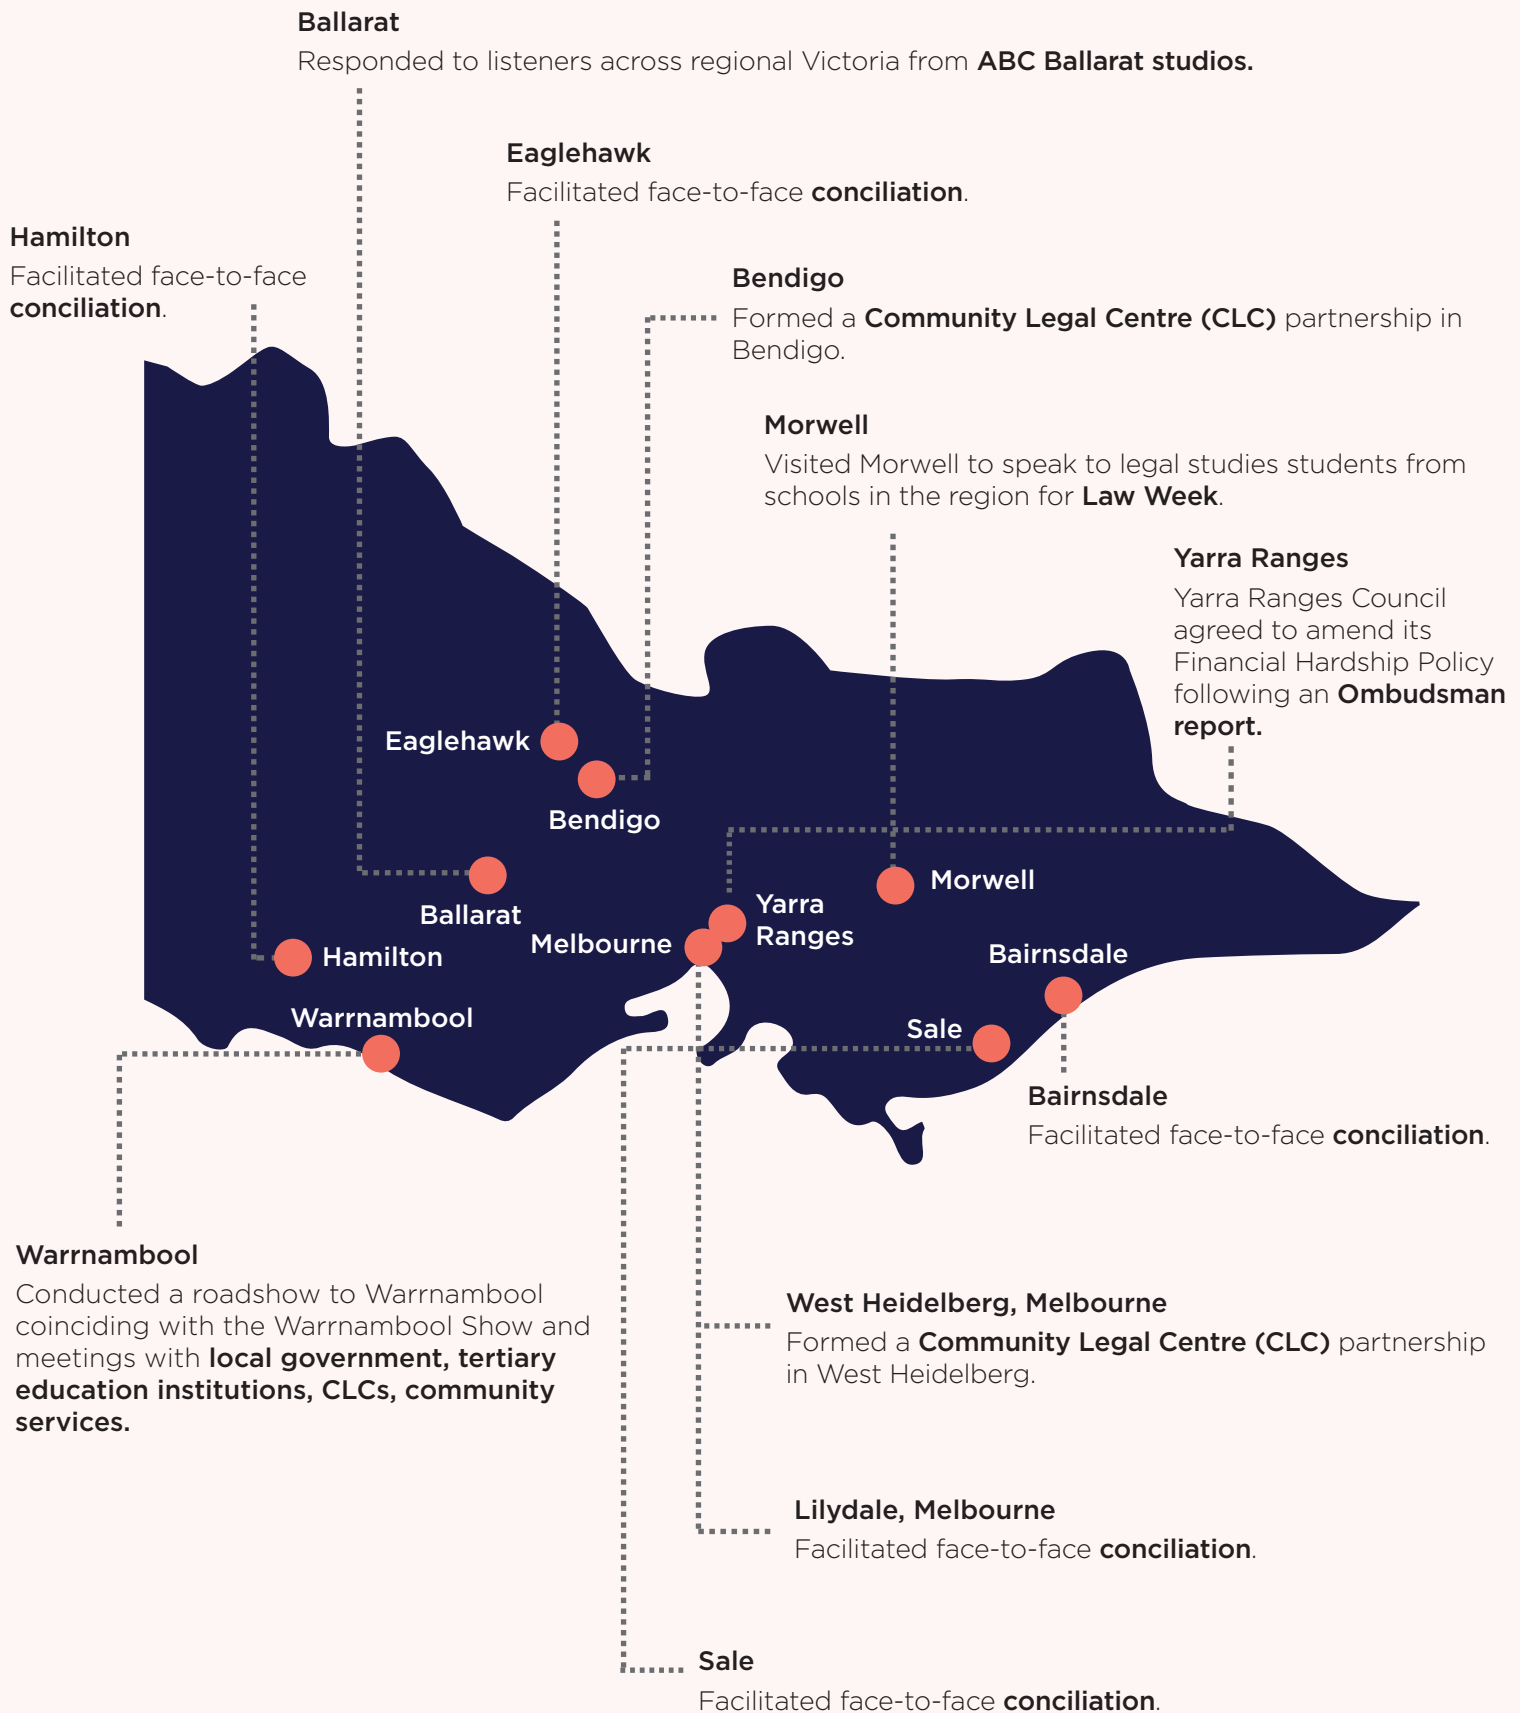 Ballarat
Responded to listeners across regional Victoria from ABC Ballarat studios.
Eaglehawk
Facilitated face-to-face conciliation.
Hamilton
Facilitated face-to-face
conciliation.
Bendigo
Formed a Community Legal Centre (CLC) partnership in
Bendigo.
Morwell
Visited Morwell to speak to legal studies students from
schools in the region for Law Week.
Yarra Ranges
Yarra Ranges Council
agreed to amend its
Financial Hardship Policy
following an Ombudsman
report.
Eaglehawk
Bendigo
Ballarat
Morwell
Yarra
Ranges
Melbourne
Hamilton
Bairnsdale
Warrnambool
Sale
Bairnsdale
Facilitated face-to-face conciliation.
Warrnambool
Conducted a roadshow to Warrnambool
coinciding with the Warrnambool Show and
meetings with local government, tertiary
education institutions, CLCs, community
services.
West Heidelberg, Melbourne
Formed a Community Legal Centre (CLC) partnership
in West Heidelberg.
Lilydale, Melbourne
Facilitated face-to-face conciliation.
Sale
Facilitated face-to-face conciliation.